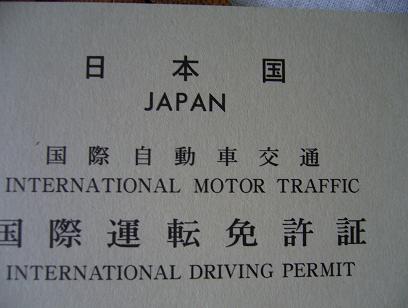 日本国
JAPAN
国際自動車交通
INTERNATIONAL MOTOR TRAFFIC
国際運転免許証
INTERNATIONAL DRIVING PERMIT